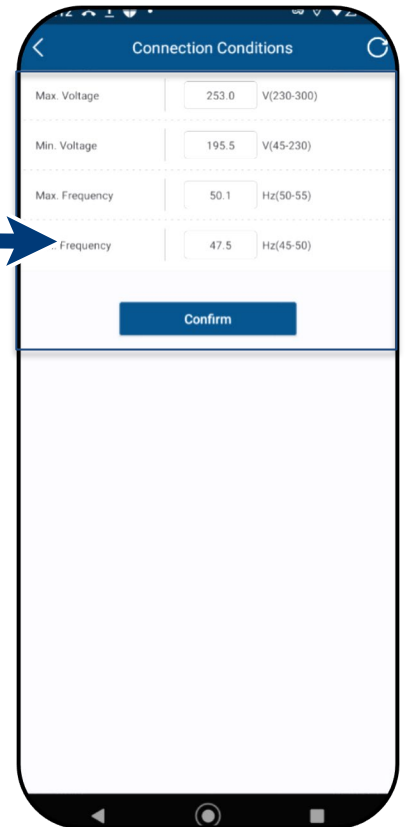 Connection Conditions
Max. Voltage 253.0 V(230-300)
Min. Voltage 195.5 V(45-230)
Max. Frequency 50.1 Hz(50-55)
Frequency 47.5 Hz(45-50)
Confirm